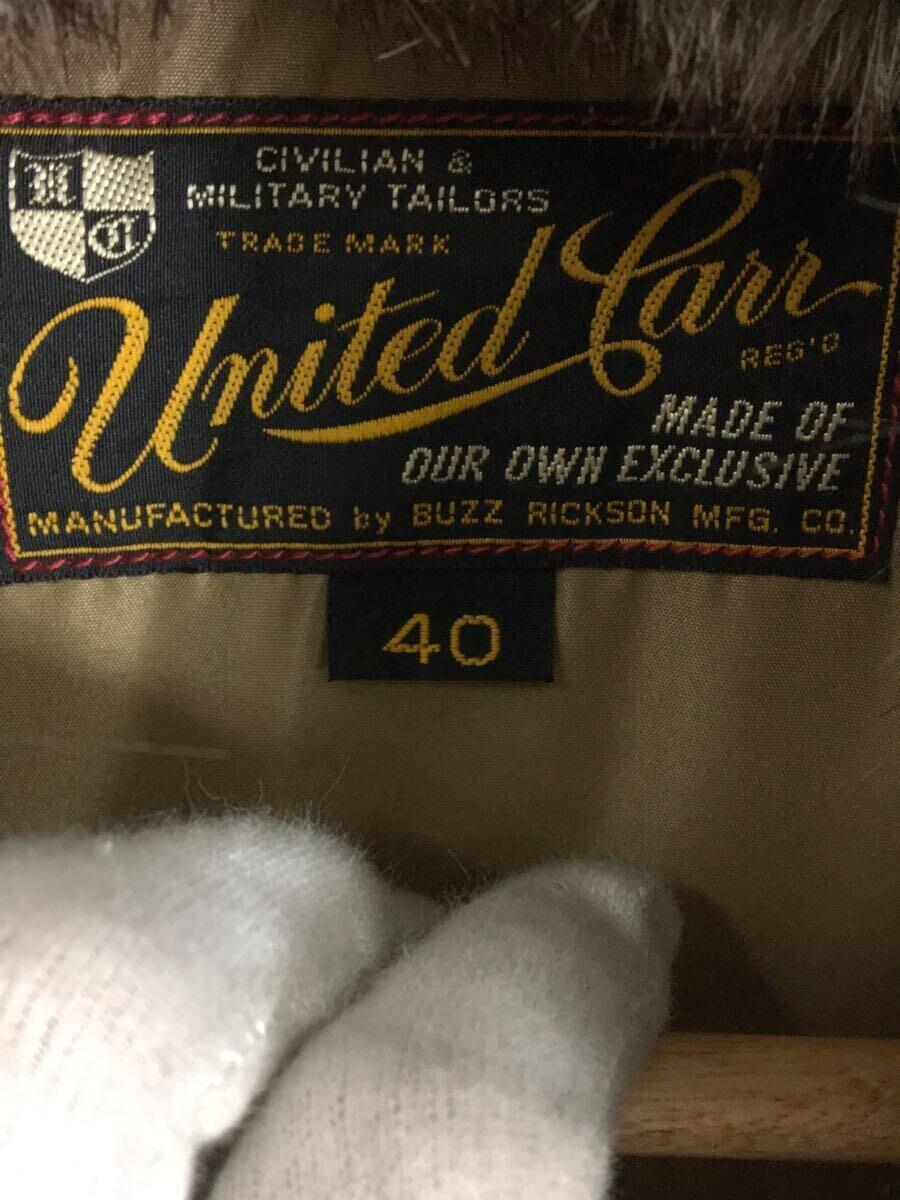 CIVILIAN &
MILITARY TAILORS
TRADE MARK
United Carr
REG'D
MADE OF
OUR OWN EXCLUSIVE
MANUFACTURED by BUZZ RICKSON MFG. CO.
40